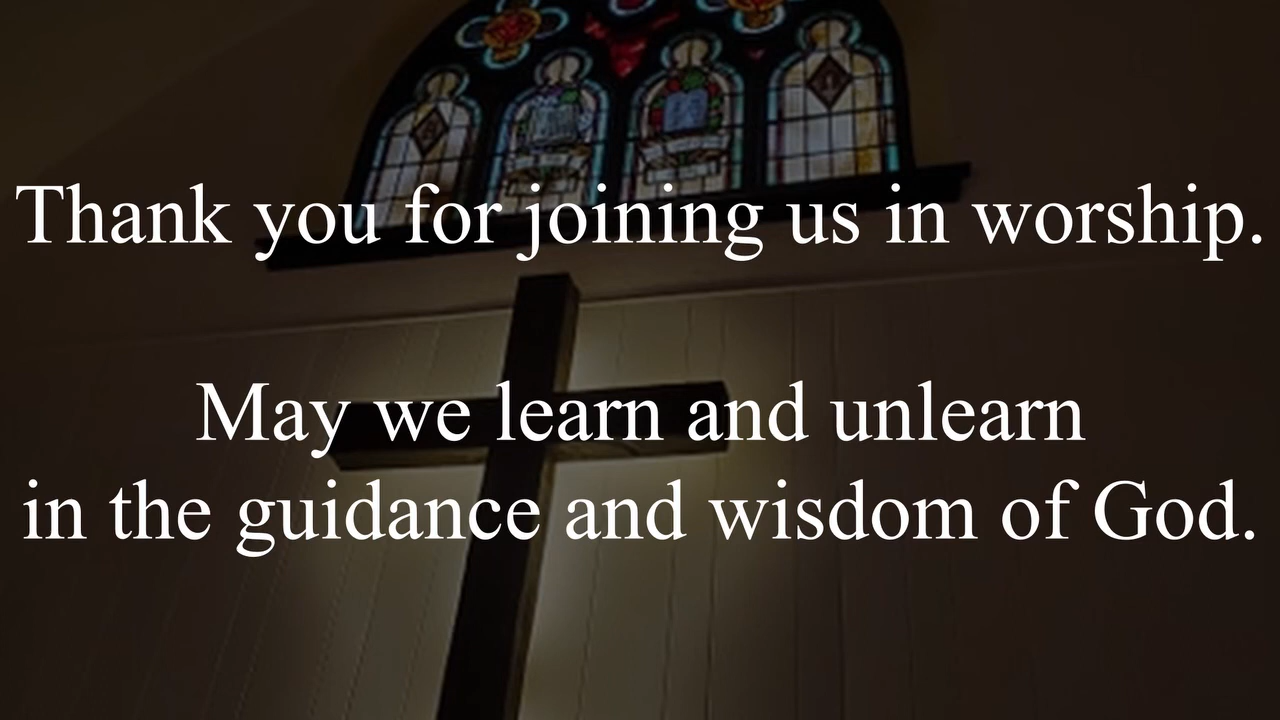 Thank you for joining us in worship.
May we learn and unlearn
in the guidance and wisdom of God.